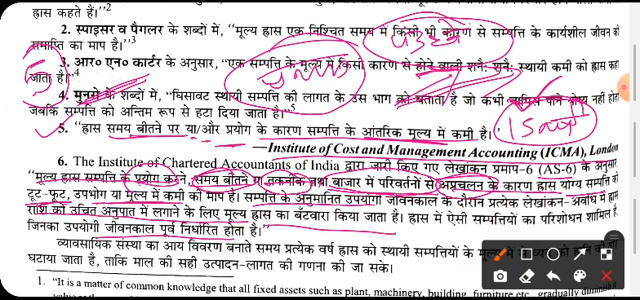 ह्रास कहते हैं।"
2. स्पाइसर व पैगलर के शब्दों में, "मूल्य ह्रास एक निश्चित समय में किसी भी कारण से सम्पत्ति के कार्यशील जीवन की
समाप्ति का माप है।"³
3. आर० एन० कार्टर के अनुसार, "एक सम्पत्ति के मूल्य में किसी कारण से होने वाली शनैः शनैः स्थायी कमी को ह्रास कहा
जाता है।"⁴
4. मुनरो के शब्दों में, "घिसावट स्थायी सम्पत्ति की लागत के उस भाग को बताता है जो कभी वापिस पाने योग्य नहीं होता
जबकि सम्पत्ति को अन्तिम रूप से हटा दिया जाता है।"⁵
5. "ह्रास समय बीतने पर या/और प्रयोग के कारण सम्पत्ति के आंतरिक मूल्य में कमी है।"
—Institute of Cost and Management Accounting (ICMA), London
6. The Institute of Chartered Accountants of India द्वारा जारी किए गए लेखांकन प्रमाप-6 (AS-6) के अनुसार,
"मूल्य ह्रास सम्पत्ति के प्रयोग करने, समय बीतने या तकनीक तथा बाजार में परिवर्तनों से अप्रचलन के कारण ह्रास योग्य सम्पत्ति की
टूट-फूट, उपभोग या मूल्य में कमी का माप है। सम्पत्ति के अनुमानित उपयोगी जीवनकाल के दौरान प्रत्येक लेखांकन-अवधि में ह्रास
राशि को उचित अनुपात में लगाने के लिए मूल्य ह्रास का बँटवारा किया जाता है। ह्रास में ऐसी सम्पत्तियों का परिशोधन शामिल है
जिनका उपयोगी जीवनकाल पूर्व निर्धारित होता है।"
व्यावसायिक संस्था का आय विवरण बनाते समय प्रत्येक वर्ष ह्रास को स्थायी सम्पत्तियों के मूल्य में से
घटाया जाता है, ताकि माल की सही उत्पादन-लागत की गणना की जा सके।
1. "It is a matter of common knowledge that all fixed assets such as plant, machinery, building, furniture etc., gradually